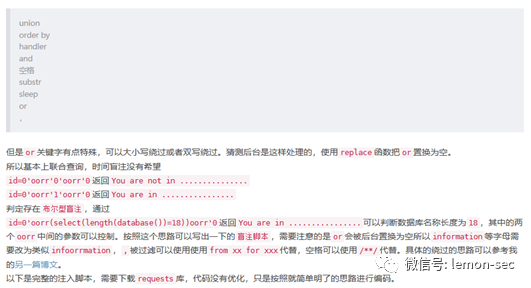 union
order by
handler
and
空格
substr
sleep
or
,
但是 or 关键字有点特殊，可以大小写绕过或者双写绕过。猜测后台是这样处理的，使用 replace 函数把 or 置换为空。
所以基本上联合查询，时间盲注没有希望
id=0'oorr'0'oorr'0 返回 You are not in ..............
id=0'oorr'1'oorr'0 返回 You are in ................
判定存在 布尔型盲注，通过
id=0'oorr(select(length(database())=18))oorr'0 返回 You are in ................ 可以判断数据库名称长度为 18，其中的两
个 oorr 中间的参数可以控制。按照这个思路可以写出一下的 盲注脚本，需要注意的是 or 会被后台置换为空所以 information 等字母需
要改为类似 infoorrmation，，被过滤可以使用使用 from xx for xxx 代替，空格可以使用 /**/ 代替。具体的绕过的思路可以参考我
的另一篇博文。
以下是完整的注入脚本，需要下载 requests 库，代码没有优化，只是按照就简单明了的思路进行编码。
微信号: lemon-sec